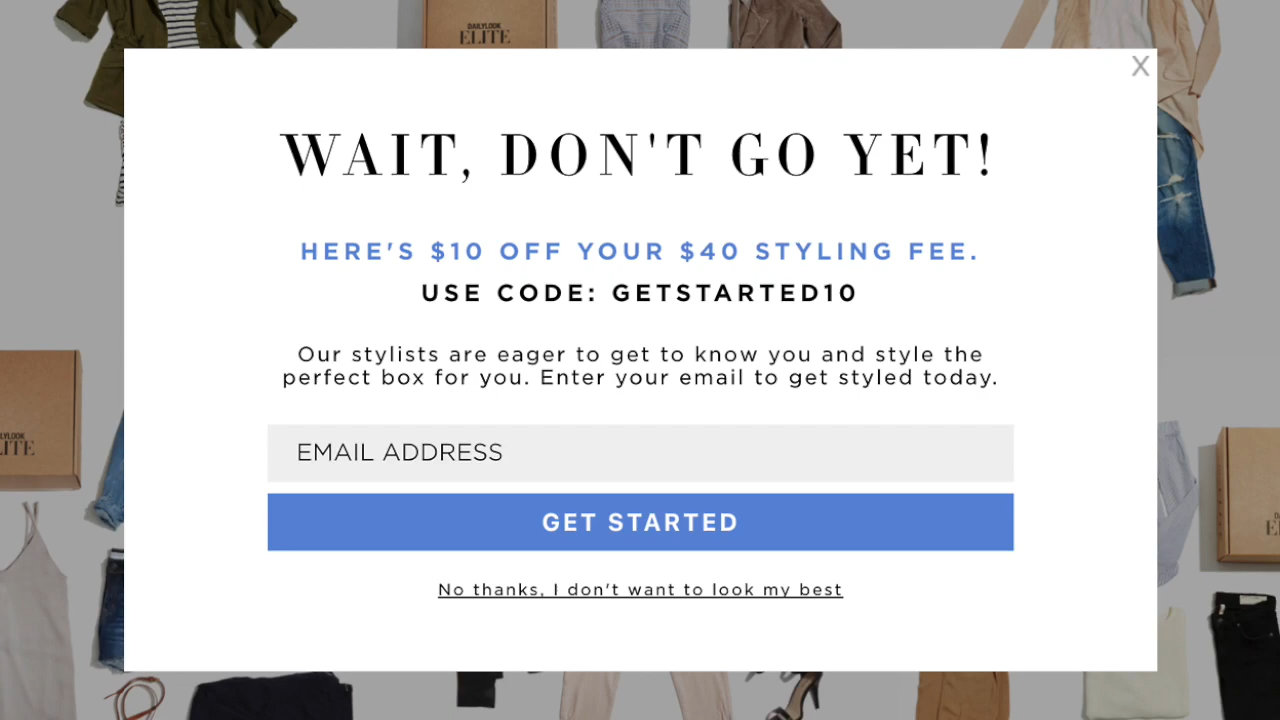 DAILYLOOK
ELITE
X
WAIT, DON'T GO YET!
HERE'S $10 OFF YOUR $40 STYLING FEE.
USE CODE: GETSTARTED10
Our stylists are eager to get to know you and style the
perfect box for you. Enter your email to get styled today.
EMAIL ADDRESS
GET STARTED
No thanks, I don't want to look my best